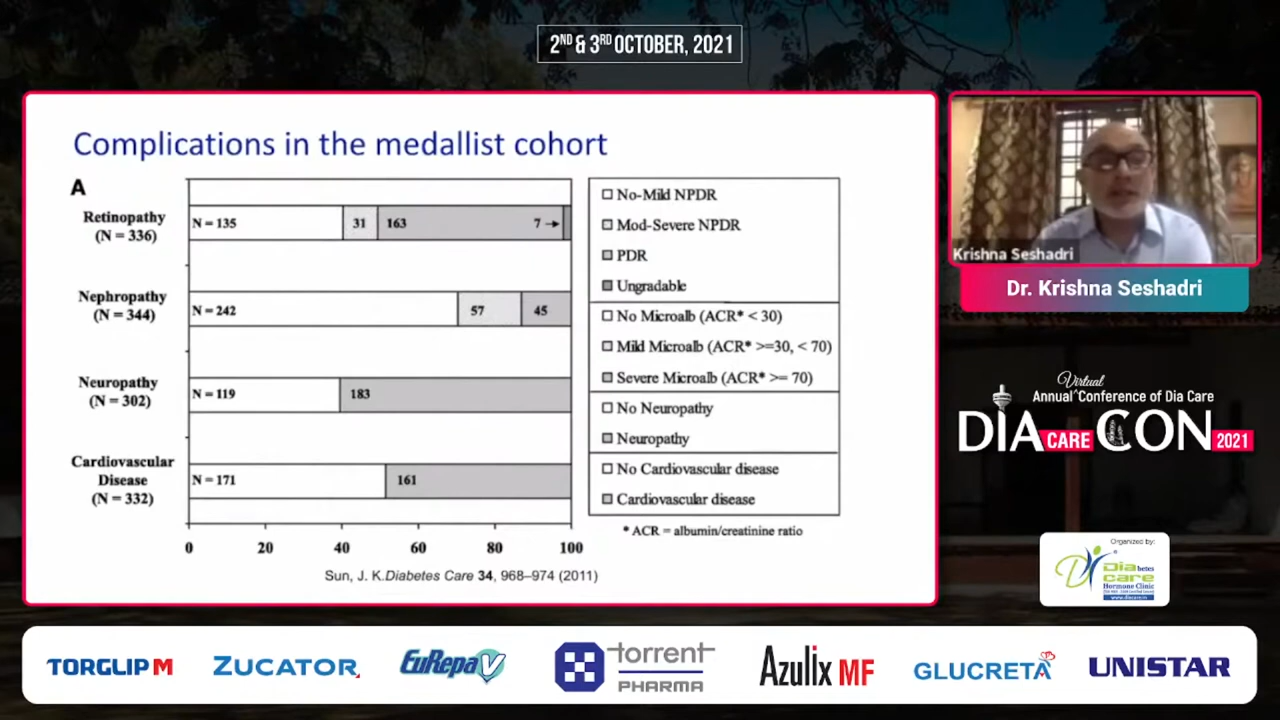 2ND & 3RD OCTOBER, 2021
Complications in the medallist cohort
A
Retinopathy
(N = 336)
N = 135
31
163
7→
Nephropathy
(N = 344)
N = 242
57
45
Neuropathy
(N = 302)
N = 119
183
Cardiovascular
Disease
(N = 332)
N = 171
161
0 20 40 60 80 100
No-Mild NPDR
Mod-Severe NPDR
PDR
Ungradable
No Microalb (ACR* < 30)
Mild Microalb (ACR* >=30, < 70)
Severe Microalb (ACR* >= 70)
No Neuropathy
Neuropathy
No Cardiovascular disease
Cardiovascular disease
* ACR = albumin/creatinine ratio
Sun, J. K.Diabetes Care 34, 968–974 (2011)
Krishna Seshadri
Dr. Krishna Seshadri
Virtual
Annual Conference of Dia Care
DIA CARE CON 2021
Organized by:
Diabetes
care
Hormone Clinic
TORGLIP M
ZUCATOR
EuRepa V
torrent
PHARMA
Azulix MF
GLUCRETA
UNISTAR